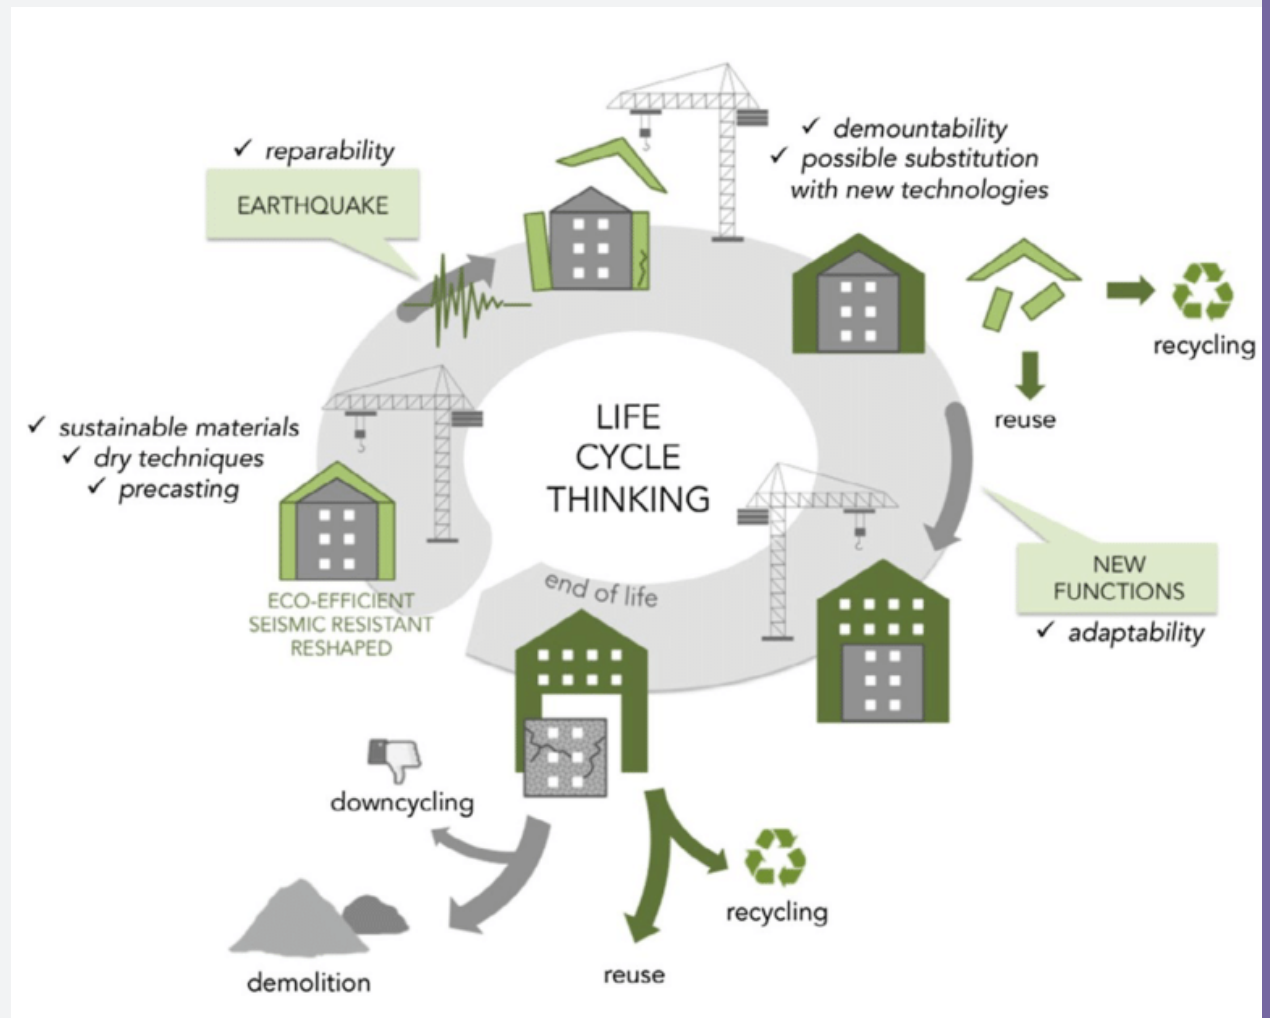 ✓ reparability
EARTHQUAKE
✓ demountability
✓ possible substitution
with new technologies
recycling
reuse
✓ sustainable materials
✓ dry techniques
✓ precasting
LIFE
CYCLE
THINKING
ECO-EFFICIENT
SEISMIC RESISTANT
RESHAPED
NEW
FUNCTIONS
✓ adaptability
end of life
downcycling
demolition
recycling
reuse